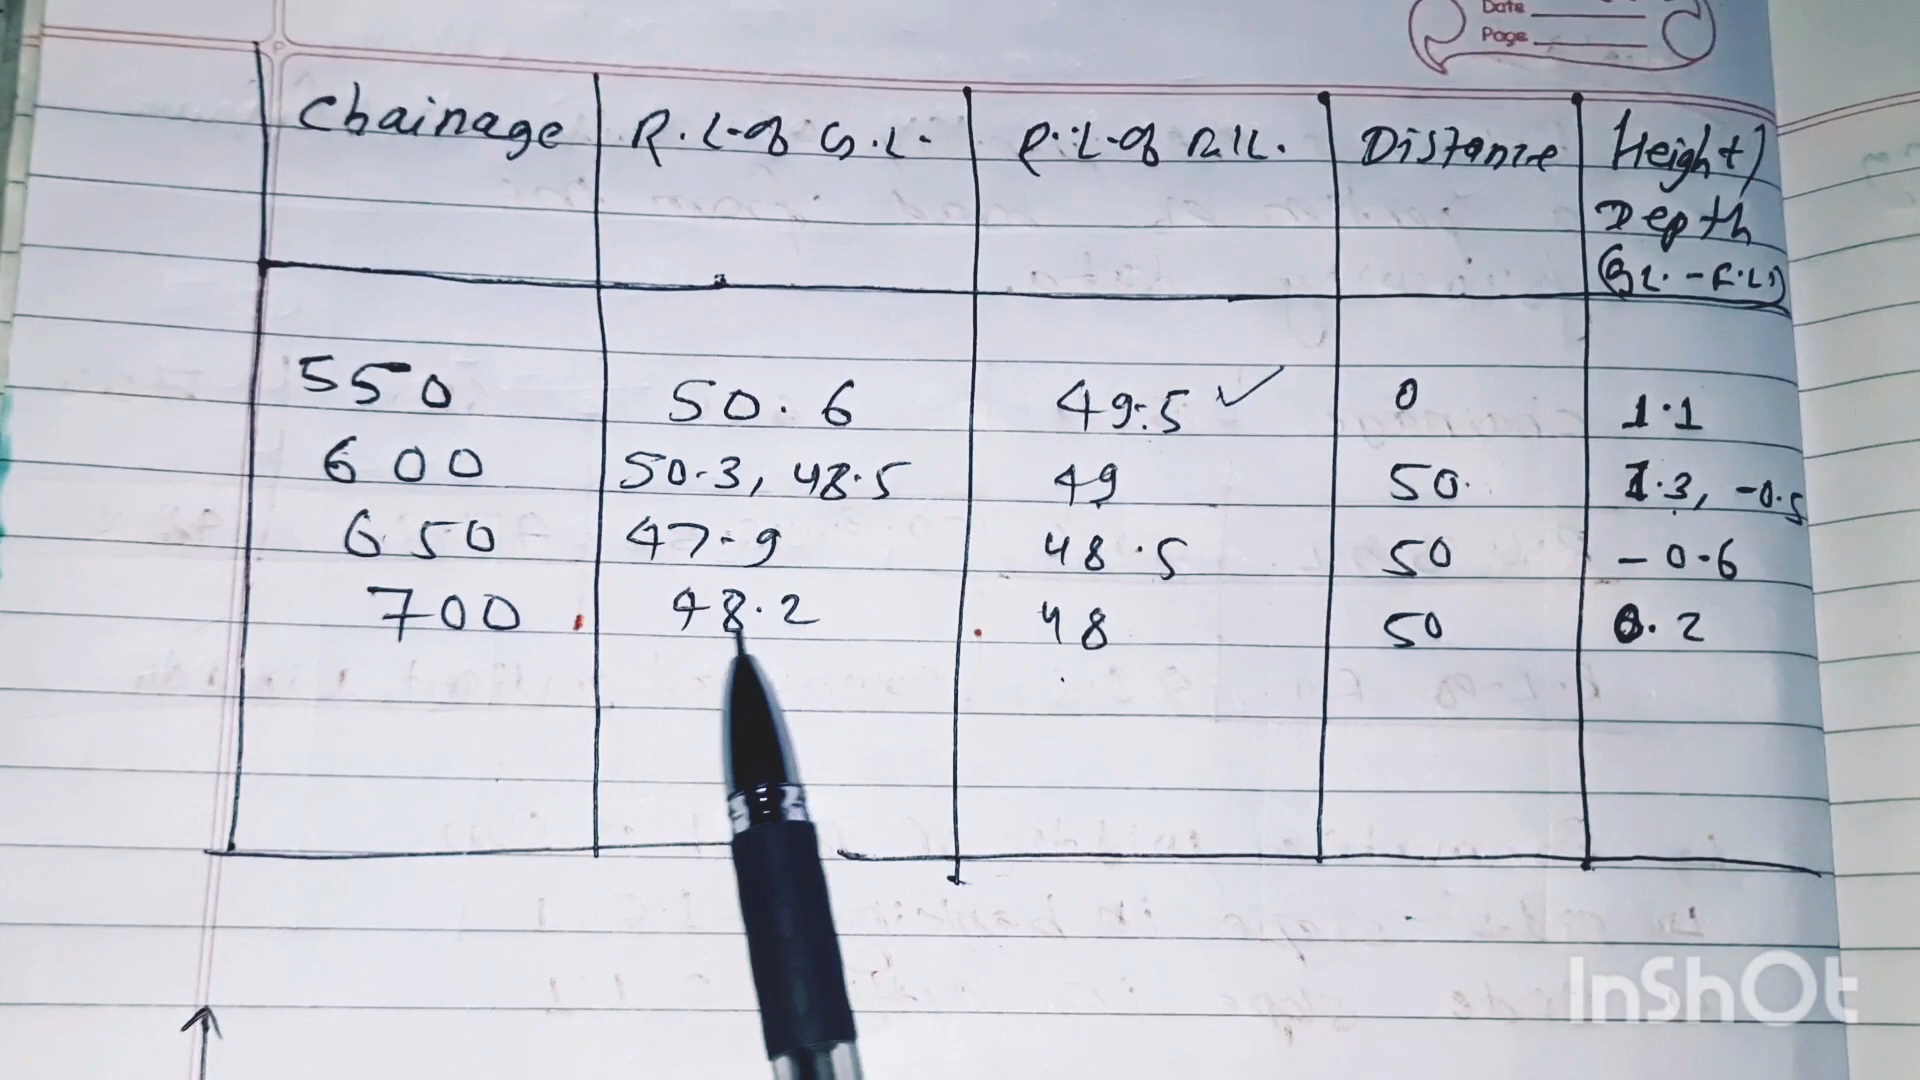 Date
Page
Chainage R.L. of G.L. R.L. of F.L. Distance Height/
Depth
(G.L. - F.L.)
550 50.6 49.5 ✓ 0 1.1
600 50.3, 48.5 49 50 1.3, -0.5
650 47.9 48.5 50 -0.6
700 48.2 48 50 0.2
InShOt